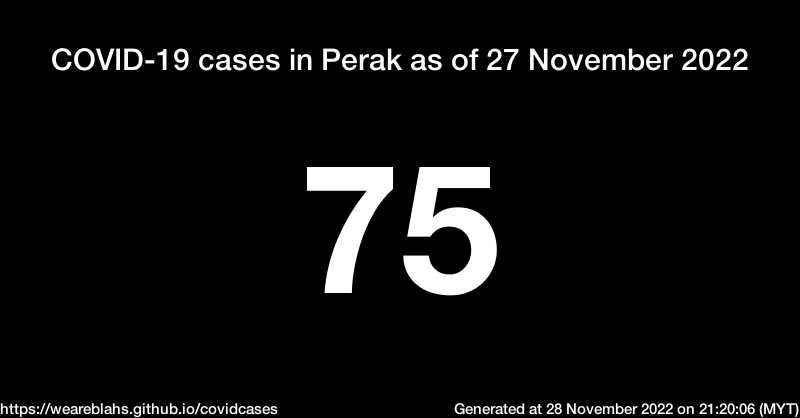 COVID-19 cases in Perak as of 27 November 2022
75
https://weareblahs.github.io/covidcases
Generated at 28 November 2022 on 21:20:06 (MYT)